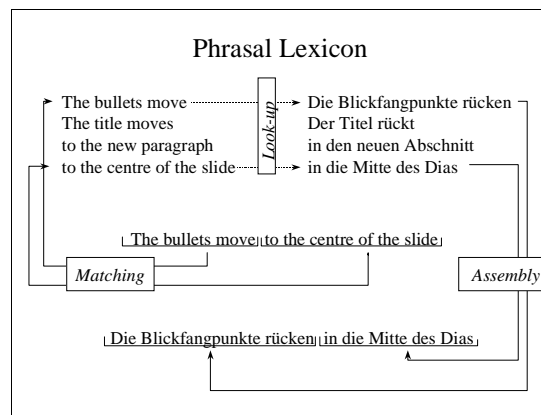 Phrasal Lexicon
The bullets move Die Blickfangpunkte rücken
The title moves Der Titel rückt
to the new paragraph in den neuen Abschnitt
to the centre of the slide in die Mitte des Dias
Look-up
The bullets move to the centre of the slide
Matching Assembly
Die Blickfangpunkte rücken in die Mitte des Dias